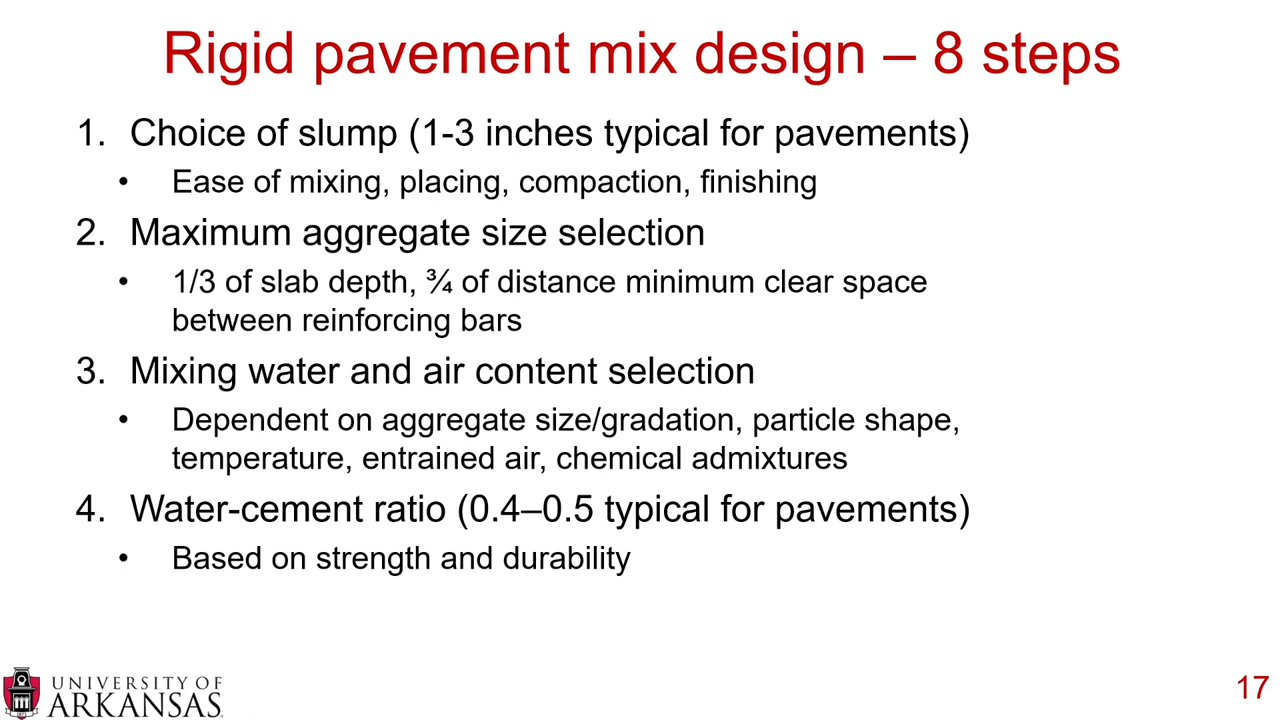 Rigid pavement mix design – 8 steps
1. Choice of slump (1-3 inches typical for pavements)
• Ease of mixing, placing, compaction, finishing
2. Maximum aggregate size selection
• 1/3 of slab depth, ¾ of distance minimum clear space
between reinforcing bars
3. Mixing water and air content selection
• Dependent on aggregate size/gradation, particle shape,
temperature, entrained air, chemical admixtures
4. Water-cement ratio (0.4–0.5 typical for pavements)
• Based on strength and durability
UNIVERSITY OF
ARKANSAS
17